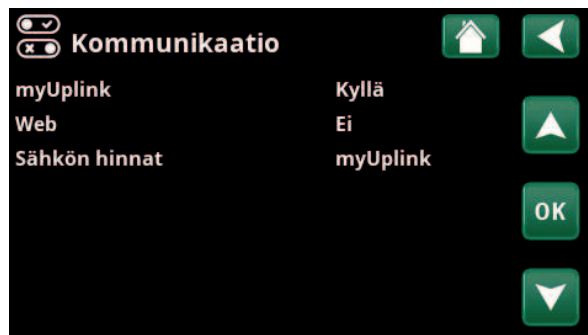 Kommunikaatio
myUplink Kyllä
Web Ei
Sähkön hinnat myUplink
OK